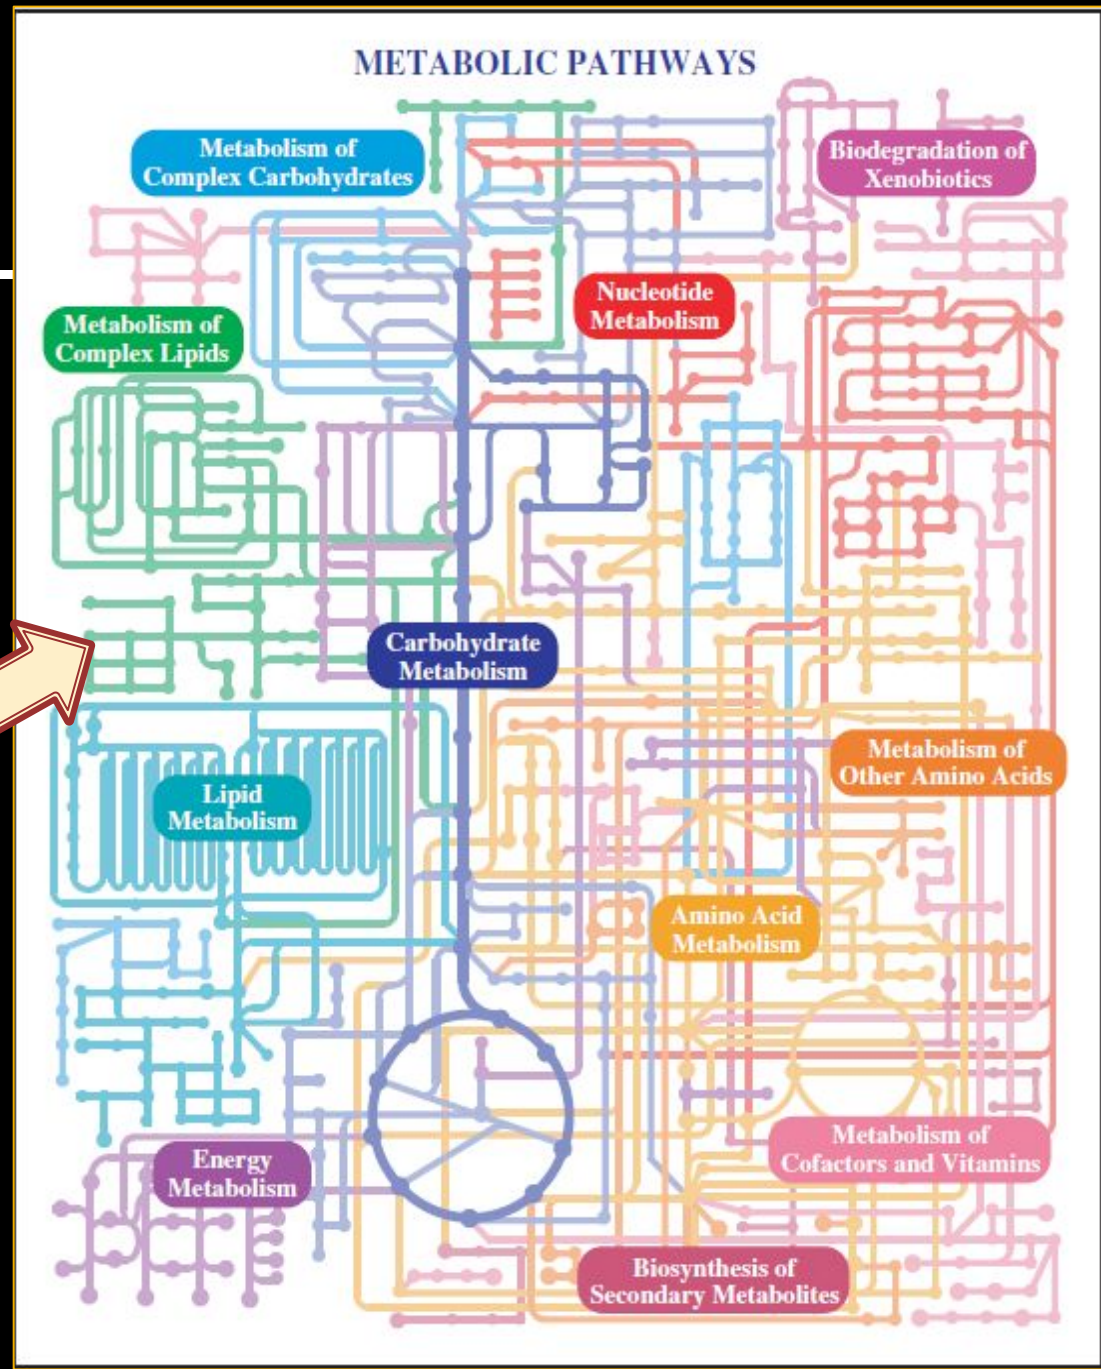 METABOLIC PATHWAYS
Metabolism of
Complex Carbohydrates
Biodegradation of
Xenobiotics
Nucleotide
Metabolism
Metabolism of
Complex Lipids
Carbohydrate
Metabolism
Metabolism of
Other Amino Acids
Lipid
Metabolism
Amino Acid
Metabolism
Metabolism of
Cofactors and Vitamins
Energy
Metabolism
Biosynthesis of
Secondary Metabolites